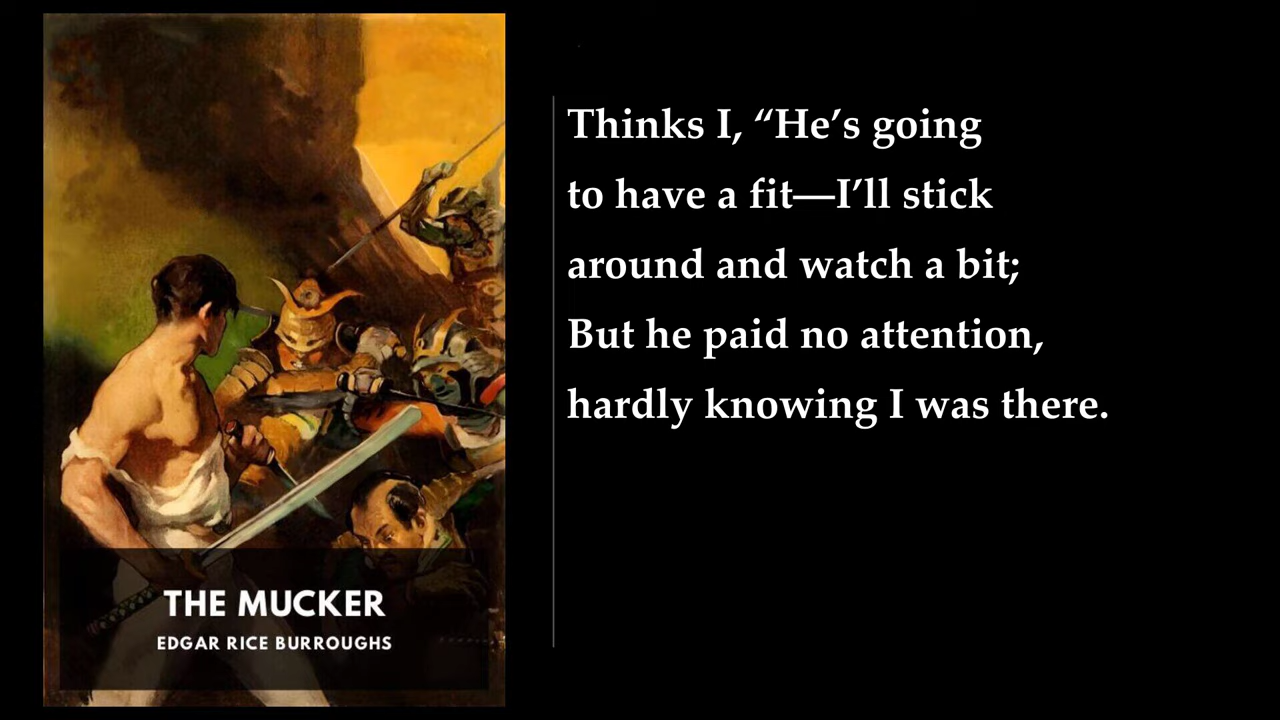 THE MUCKER
EDGAR RICE BURROUGHS
Thinks I, “He’s going
to have a fit—I’ll stick
around and watch a bit;
But he paid no attention,
hardly knowing I was there.